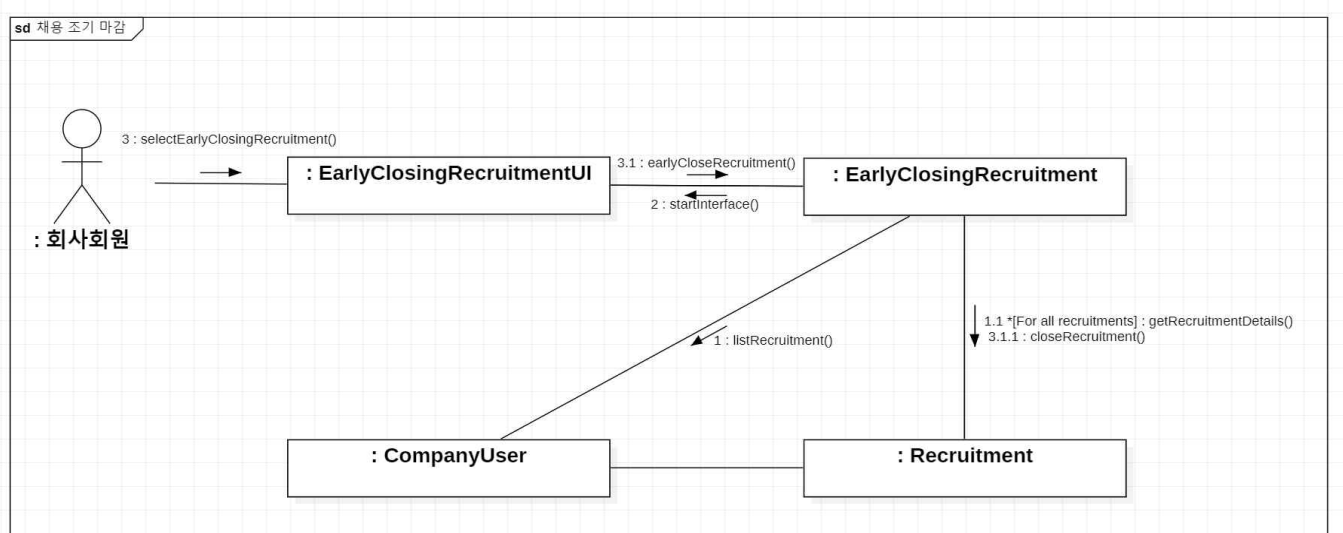 sd 채용 조기 마감
3 : selectEarlyClosingRecruitment()
: 회사회원
: EarlyClosingRecruitmentUI
3.1 : earlyCloseRecruitment()
2 : startInterface()
: EarlyClosingRecruitment
1 : listRecruitment()
1.1 *[For all recruitments] : getRecruitmentDetails()
3.1.1 : closeRecruitment()
: CompanyUser
: Recruitment